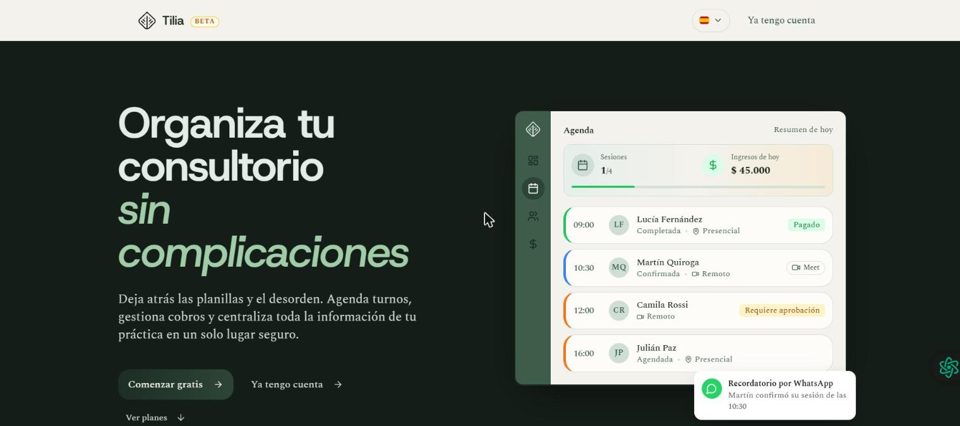 Tilia BETA
Ya tengo cuenta
Organiza tu
consultorio
sin
complicaciones
Deja atrás las planillas y el desorden. Agenda turnos,
gestiona cobros y centraliza toda la información de tu
práctica en un solo lugar seguro.
Comenzar gratis →
Ya tengo cuenta →
Ver planes ↓
Agenda
Resumen de hoy
Sesiones
1/4
Ingresos de hoy
$ 45.000
09:00
LF
Lucía Fernández
Completada · Presencial
Pagado
10:30
MQ
Martín Quiroga
Confirmada · Remoto
Meet
12:00
CR
Camila Rossi
Remoto
Requiere aprobación
16:00
JP
Julián Paz
Agendada · Presencial
Recordatorio por WhatsApp
Martín confirmó su sesión de las
10:30